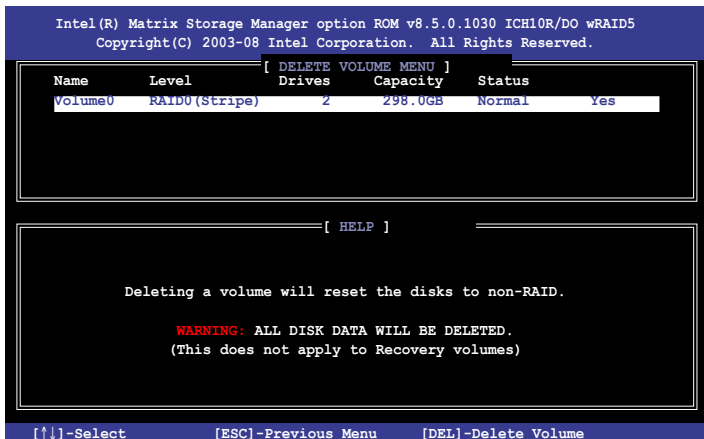 Intel(R) Matrix Storage Manager option ROM v8.5.0.1030 ICH10R/DO wRAID5
Copyright(C) 2003-08 Intel Corporation. All Rights Reserved.
[ DELETE VOLUME MENU ]
Name Level Drives Capacity Status
Volume0 RAID0(Stripe) 2 298.0GB Normal Yes
[ HELP ]
Deleting a volume will reset the disks to non-RAID.
WARNING: ALL DISK DATA WILL BE DELETED.
(This does not apply to Recovery volumes)
[↑↓]-Select [ESC]-Previous Menu [DEL]-Delete Volume